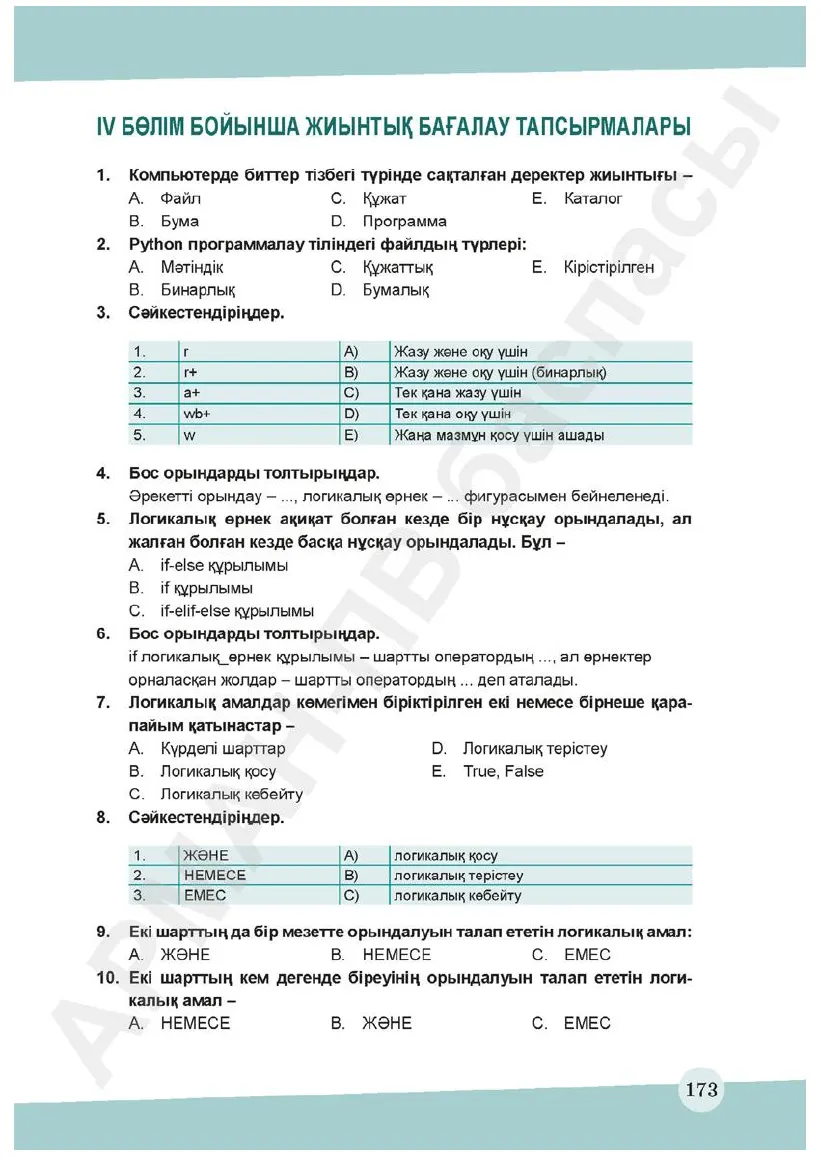 IV БӨЛІМ БОЙЫНША ЖИЫНТЫҚ БАҒАЛАУ ТАПСЫРМАЛАРЫ
1. Компьютерде биттер тізбегі түрінде сақталған деректер жиынтығы –
A. Файл C. Құжат E. Каталог
B. Бума D. Программа
2. Python программалау тіліндегі файлдың түрлері:
A. Мәтіндік C. Құжаттық E. Кірістірілген
B. Бинарлық D. Бумалық
3. Сәйкестендіріңдер.
1. r A) Жазу және оқу үшін
2. r+ B) Жазу және оқу үшін (бинарлық)
3. a+ C) Тек қана жазу үшін
4. wb+ D) Тек қана оқу үшін
5. w E) Жаңа мазмұн қосу үшін ашады
4. Бос орындарды толтырыңдар.
Әрекетті орындау – ..., логикалық өрнек – ... фигурасымен бейнеленеді.
5. Логикалық өрнек ақиқат болған кезде бір нұсқау орындалады, ал
жалған болған кезде басқа нұсқау орындалады. Бұл –
A. if-else құрылымы
B. if құрылымы
C. if-elif-else құрылымы
6. Бос орындарды толтырыңдар.
if логикалық_өрнек құрылымы – шартты оператордың ..., ал өрнектер
орналасқан жолдар – шартты оператордың ... деп аталады.
7. Логикалық амалдар көмегімен біріктірілген екі немесе бірнеше қара-
пайым қатынастар –
A. Күрделі шарттар D. Логикалық терістеу
B. Логикалық қосу E. True, False
C. Логикалық көбейту
8. Сәйкестендіріңдер.
1. ЖӘНЕ A) логикалық қосу
2. НЕМЕСЕ B) логикалық терістеу
3. ЕМЕС C) логикалық көбейту
9. Екі шарттың да бір мезетте орындалуын талап ететін логикалық амал:
A. ЖӘНЕ B. НЕМЕСЕ C. ЕМЕС
10. Екі шарттың кем дегенде біреуінің орындалуын талап ететін логи-
калық амал –
A. НЕМЕСЕ B. ЖӘНЕ C. ЕМЕС
173
АРМАН-ПВ баспасы